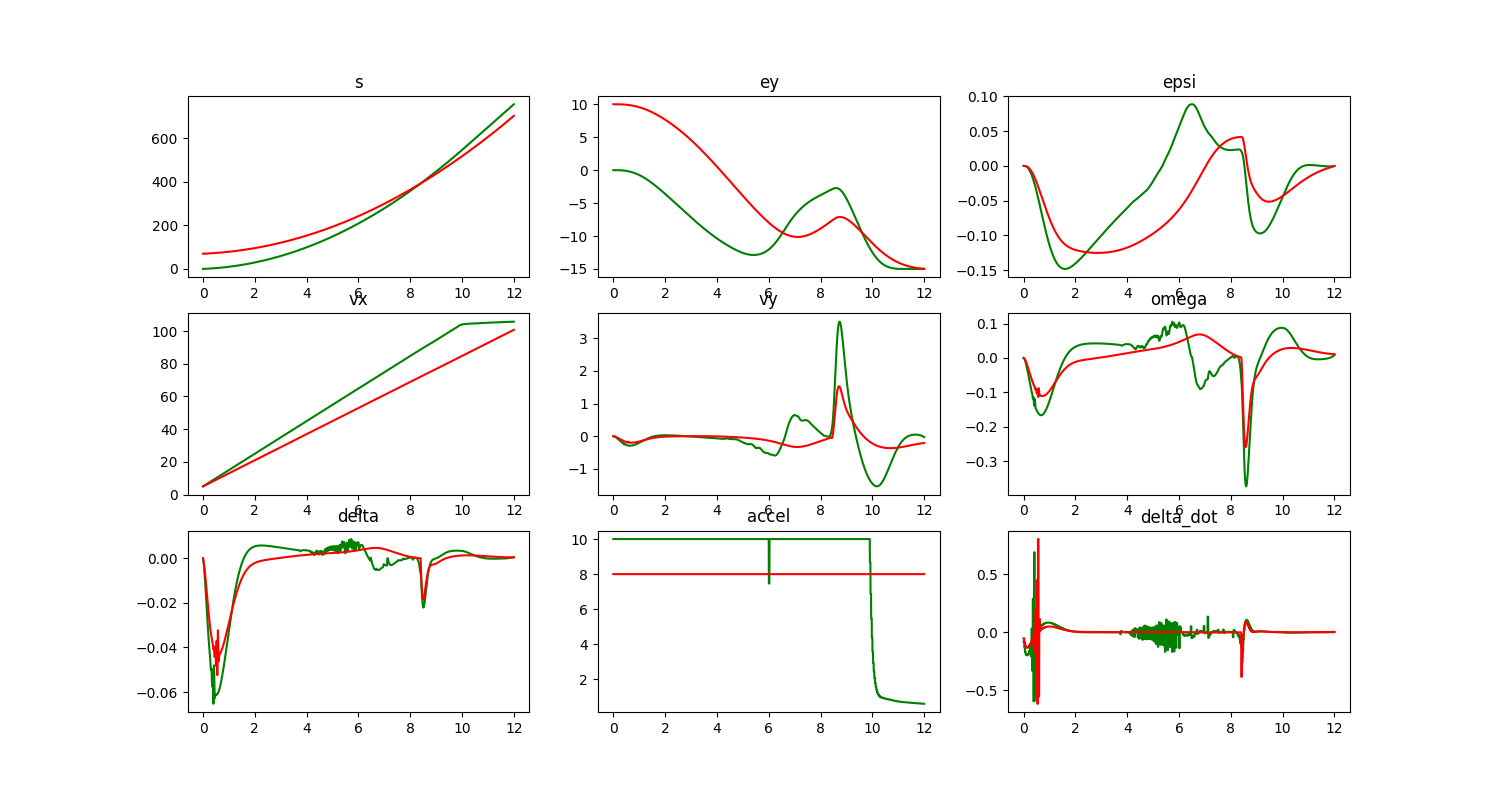 s
ey
epsi
600
400
200
0
0 2 4 6 8 10 12
10
5
0
−5
−10
−15
0 2 4 6 8 10 12
0.10
0.05
0.00
−0.05
−0.10
−0.15
0 2 4 6 8 10 12
vx
vy
omega
100
80
60
40
20
0
0 2 4 6 8 10 12
3
2
1
0
−1
0 2 4 6 8 10 12
0.1
0.0
−0.1
−0.2
−0.3
0 2 4 6 8 10 12
delta
accel
delta_dot
0.00
−0.02
−0.04
−0.06
0 2 4 6 8 10 12
10
8
6
4
2
0 2 4 6 8 10 12
0.5
0.0
−0.5
0 2 4 6 8 10 12